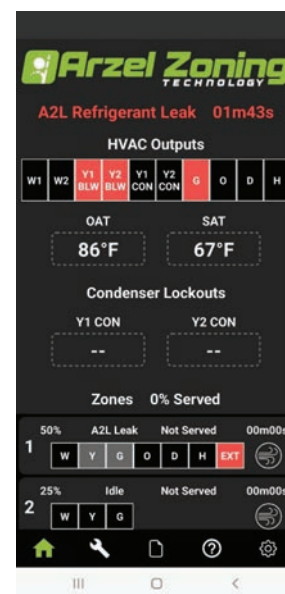 Arzel Zoning
TECHNOLOGY
A2L Refrigerant Leak 01m43s
HVAC Outputs
W1 W2 Y1 BLW Y2 BLW Y1 CON Y2 CON G O D H
OAT SAT
86°F 67°F
Condenser Lockouts
Y1 CON Y2 CON
-- --
Zones 0% Served
50% A2L Leak Not Served 00m00s
1 W Y G O D H EXT
25% Idle Not Served 00m00s
2 W Y G